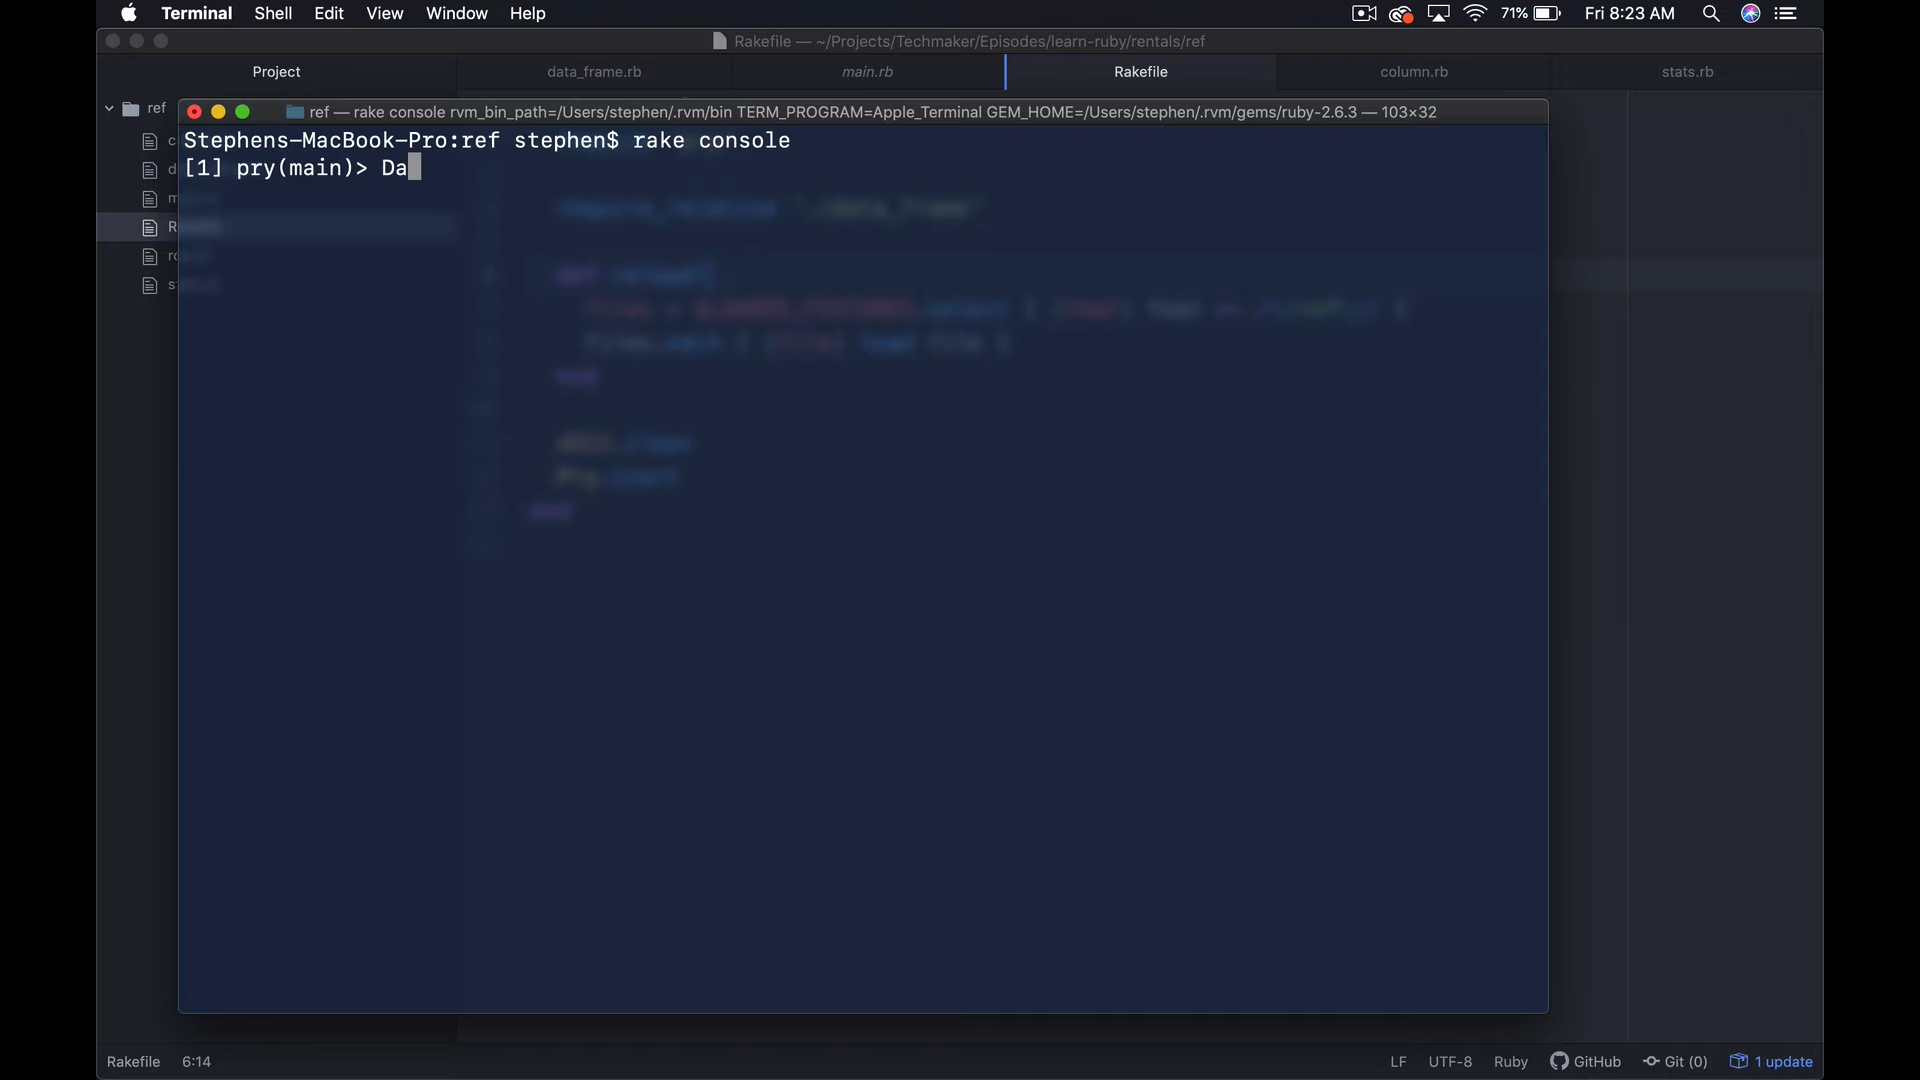 Terminal Shell Edit View Window Help 71% Fri 8:23 AM
Rakefile — ~/Projects/Techmaker/Episodes/learn-ruby/rentals/ref
Project data_frame.rb main.rb Rakefile column.rb stats.rb
ref
ref — rake console rvm_bin_path=/Users/stephen/.rvm/bin TERM_PROGRAM=Apple_Terminal GEM_HOME=/Users/stephen/.rvm/gems/ruby-2.6.3 — 103×32
Stephens-MacBook-Pro:ref stephen$ rake console
[1] pry(main)> Da
Rakefile 6:14 LF UTF-8 Ruby GitHub Git (0) 1 update